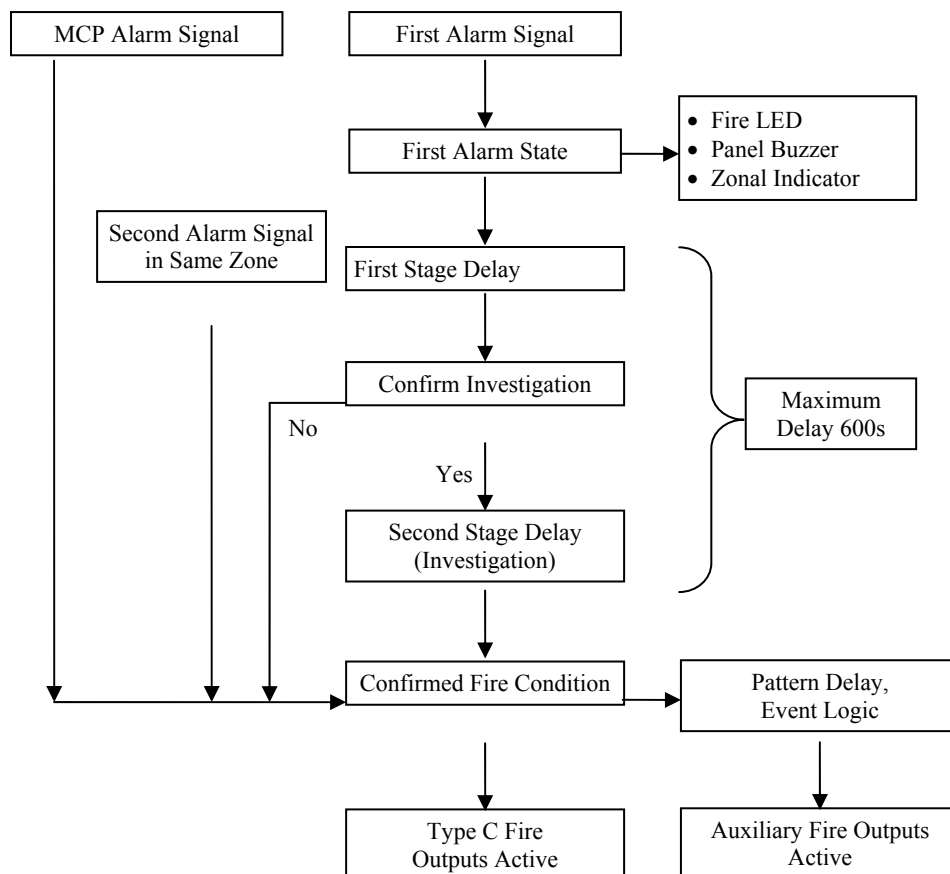 MCP Alarm Signal
First Alarm Signal
First Alarm State
• Fire LED
• Panel Buzzer
• Zonal Indicator
Second Alarm Signal
in Same Zone
First Stage Delay
Confirm Investigation
Maximum
Delay 600s
No
Yes
Second Stage Delay
(Investigation)
Confirmed Fire Condition
Pattern Delay,
Event Logic
Type C Fire
Outputs Active
Auxiliary Fire Outputs
Active